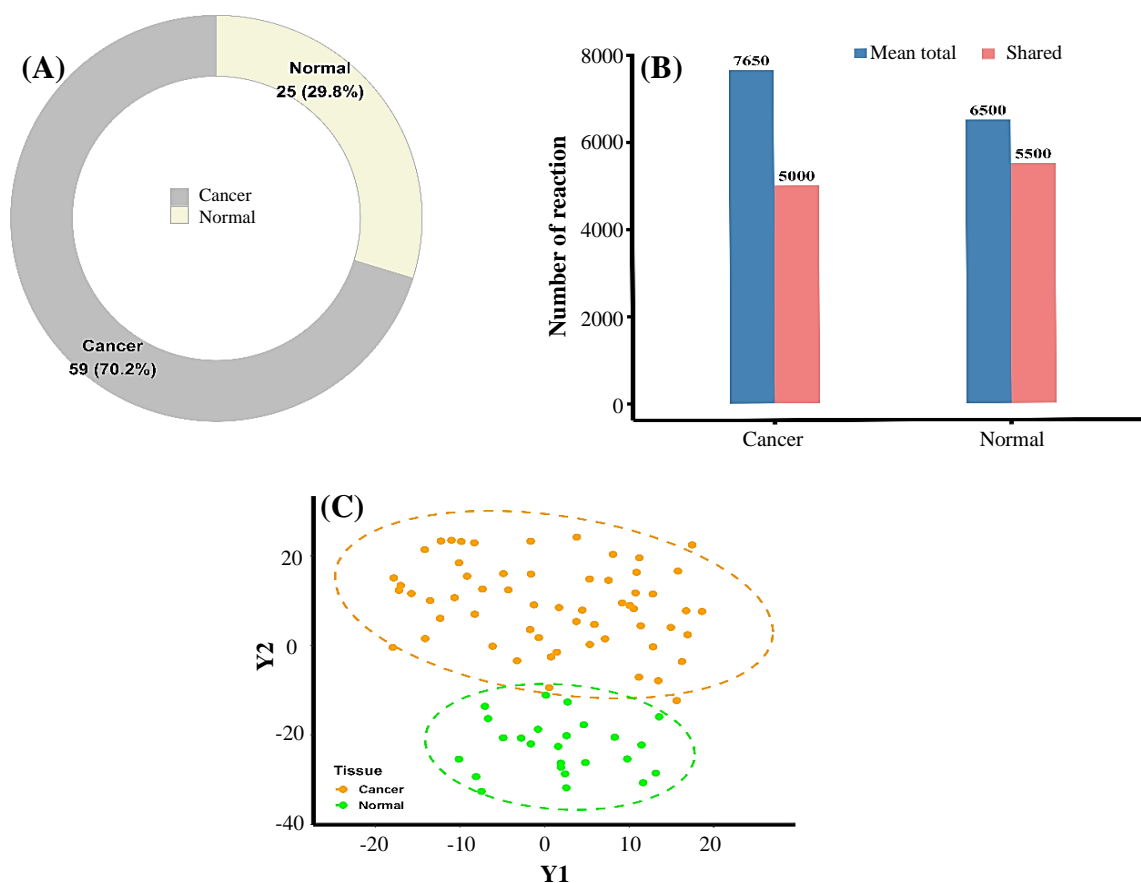 (A)
Normal
25 (29.8%)
Cancer
Normal
Cancer
59 (70.2%)
(B)
Mean total
Shared
Number of reaction
8000
6000
4000
2000
0
7650
5000
6500
5500
Cancer
Normal
(C)
Y2
20
0
-20
-40
Tissue
Cancer
Normal
-20
-10
0
10
20
Y1